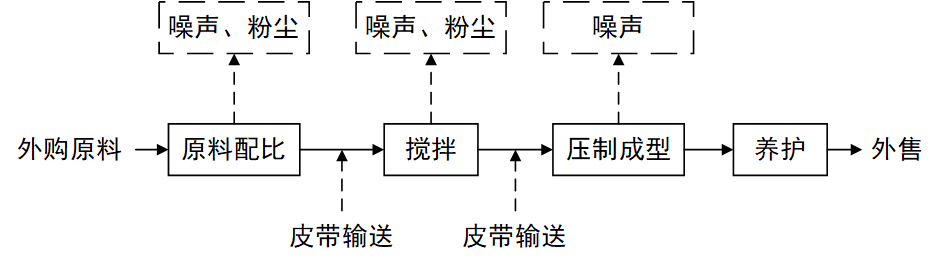 噪声、粉尘
噪声、粉尘
噪声
外购原料
原料配比
搅拌
压制成型
养护
外售
皮带输送
皮带输送